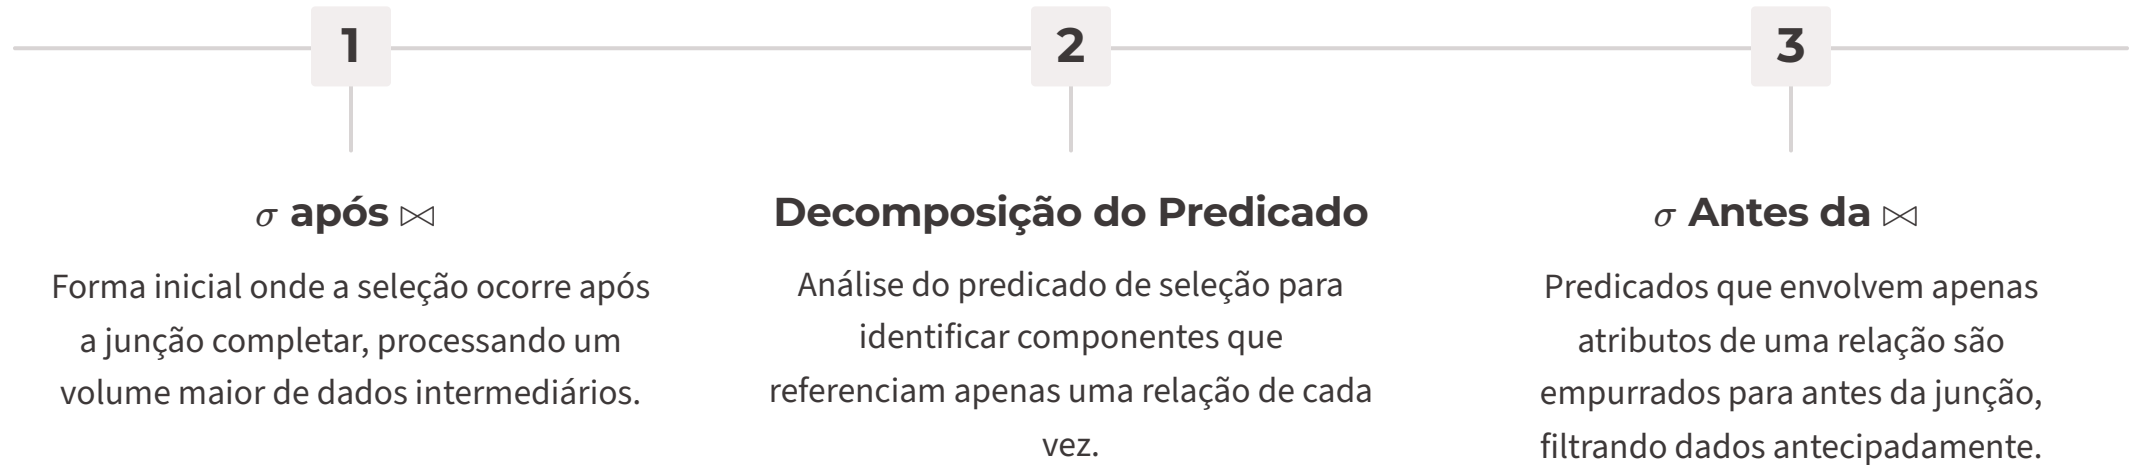 1
σ após ⋈
Forma inicial onde a seleção ocorre após
a junção completar, processando um
volume maior de dados intermediários.
2
Decomposição do Predicado
Análise do predicado de seleção para
identificar componentes que
referenciam apenas uma relação de cada
vez.
3
σ Antes da ⋈
Predicados que envolvem apenas
atributos de uma relação são
empurrados para antes da junção,
filtrando dados antecipadamente.